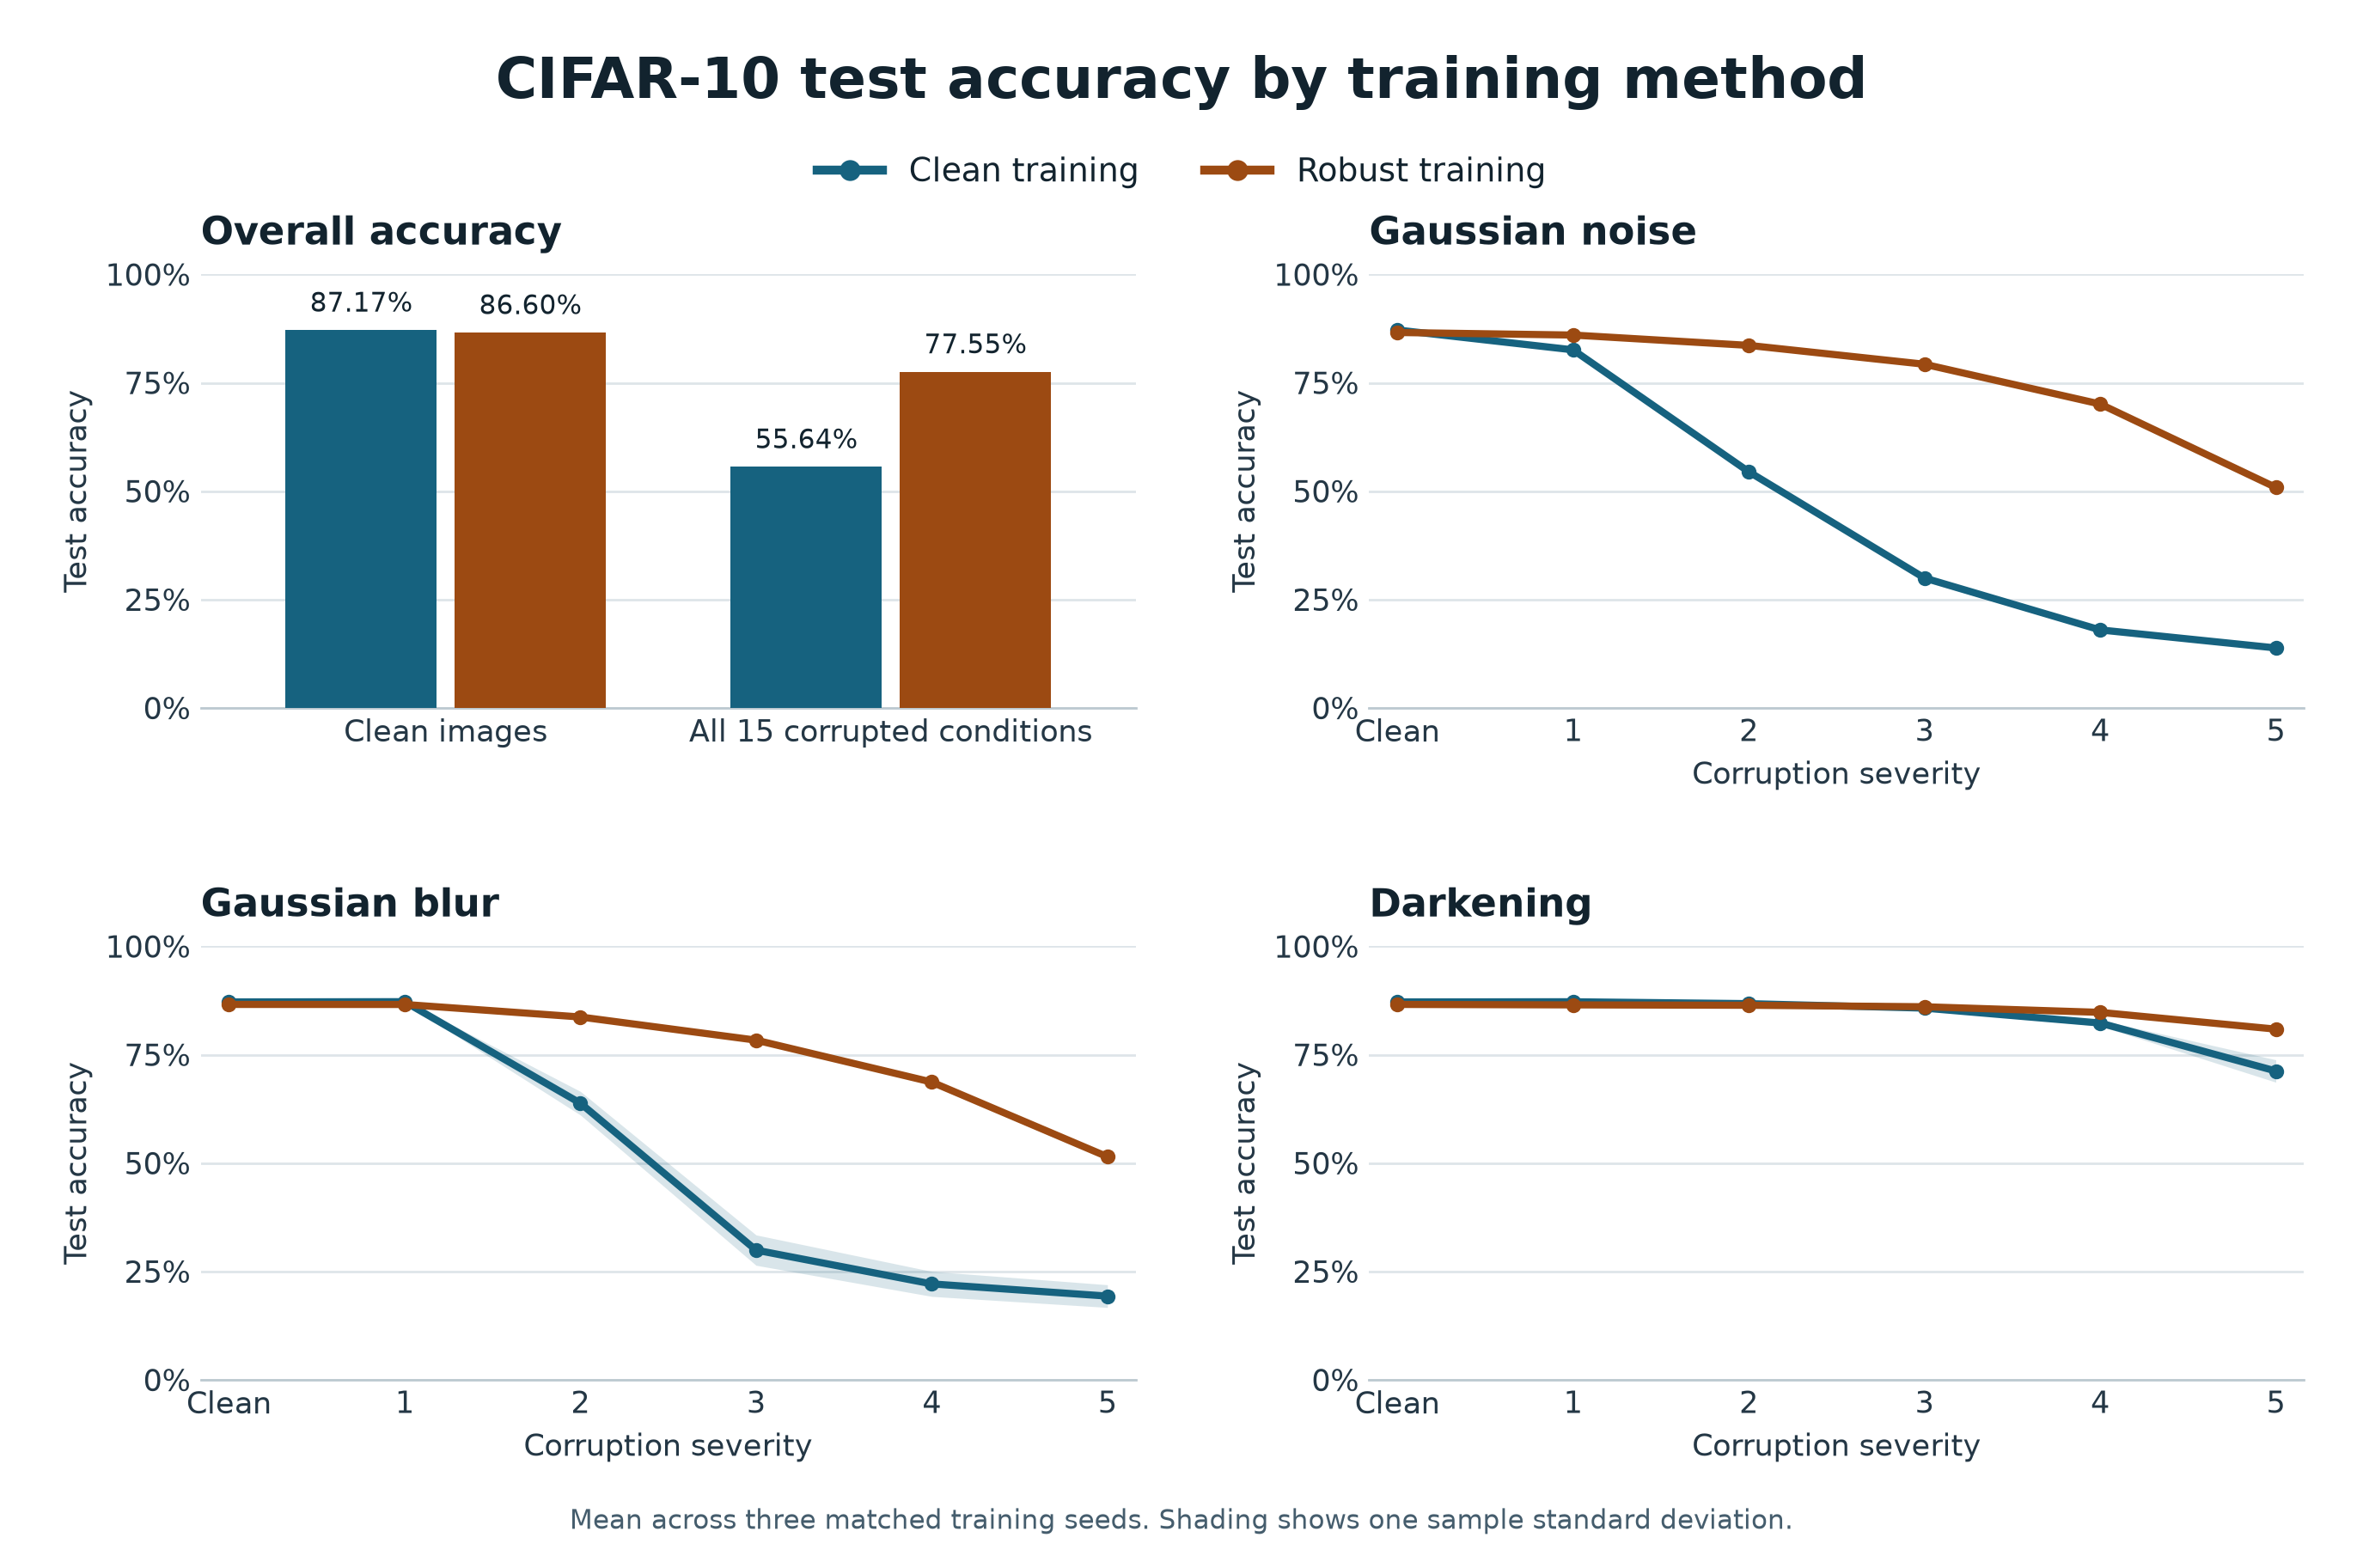 CIFAR-10 test accuracy by training method
Clean training
Robust training
Overall accuracy
100%
75%
50%
25%
0%
Test accuracy
87.17%
86.60%
55.64%
77.55%
Clean images
All 15 corrupted conditions
Gaussian noise
100%
75%
50%
25%
0%
Test accuracy
Clean 1 2 3 4 5
Corruption severity
Gaussian blur
100%
75%
50%
25%
0%
Test accuracy
Clean 1 2 3 4 5
Corruption severity
Darkening
100%
75%
50%
25%
0%
Test accuracy
Clean 1 2 3 4 5
Corruption severity
Mean across three matched training seeds. Shading shows one sample standard deviation.